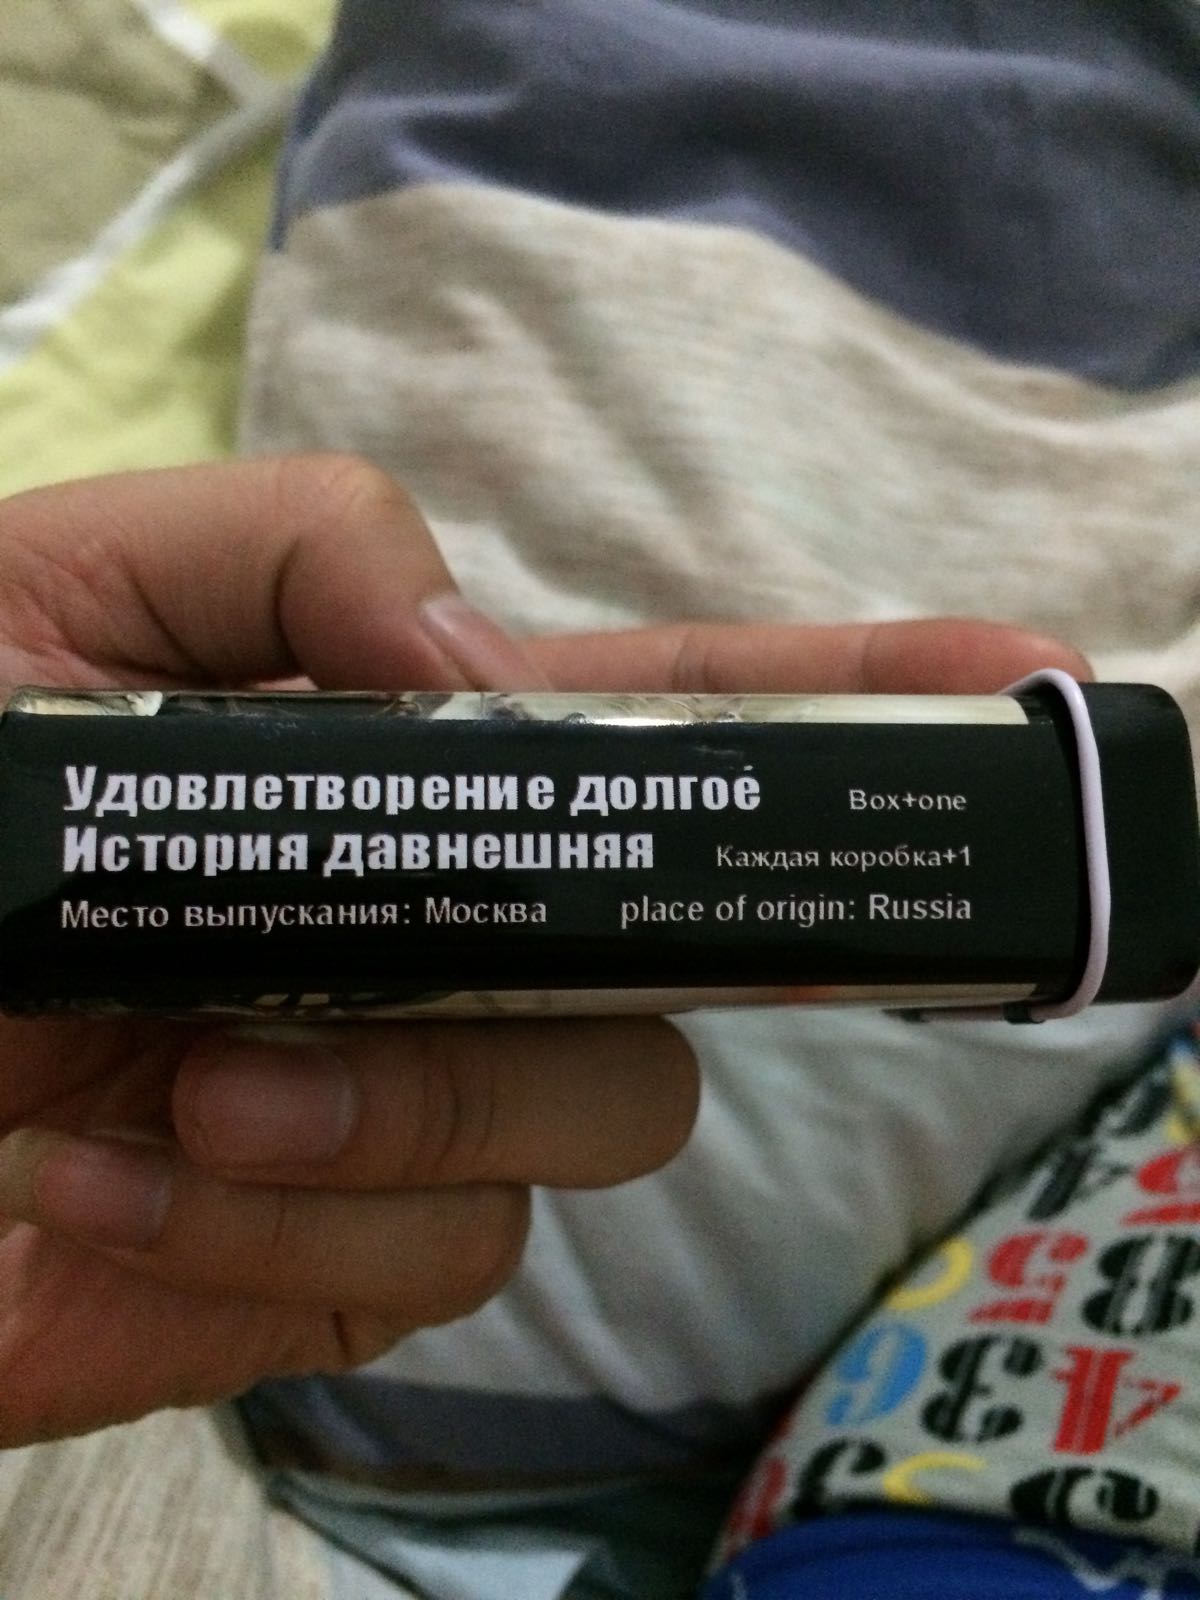 Удовлетворение долгое
Box+one
История давнешняя
Каждая коробка+1
Место выпускания: Москва
place of origin: Russia